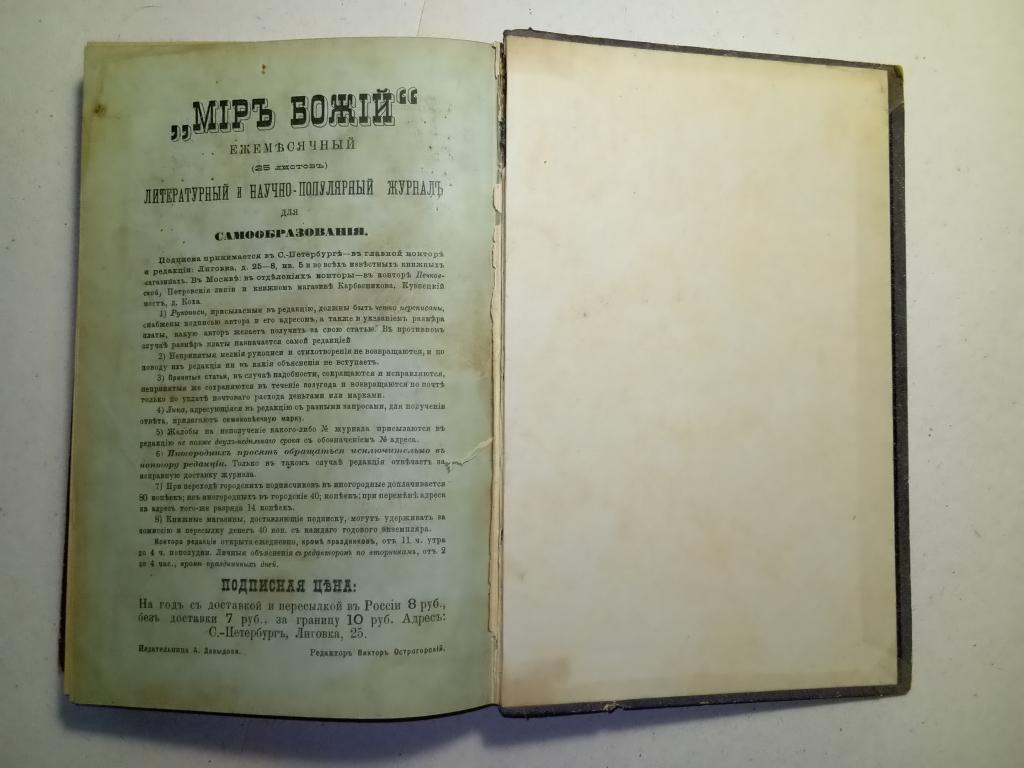 „МІРЪ БОЖІЙ“
ЕЖЕМѢСЯЧНЫЙ
(25 листовъ)
ЛИТЕРАТУРНЫЙ и НАУЧНО-ПОПУЛЯРНЫЙ ЖУРНАЛЪ
для
САМООБРАЗОВАНІЯ.
Подписка принимается въ С.-Петербургѣ—въ главной конторѣ
и редакціи: Лиговка, д. 25—8, кв. 5 и во всѣхъ извѣстныхъ книжныхъ
магазинахъ. Въ Москвѣ: въ отдѣленіяхъ конторы—въ конторѣ Печков-
ской, Петровскія линіи и книжномъ магазинѣ Карбасникова, Кузнецкій
мостъ, д. Коха.
1) Рукописи, присылаемыя въ редакцію, должны быть четко переписаны,
снабжены подписью автора и его адресомъ, а также и указаніемъ размѣра
платы, какую авторъ желаетъ получить за свою статью. Въ противномъ
случаѣ размѣръ платы назначается самой редакціей
2) Непринятыя мелкія рукописи и стихотворенія не возвращаются, и по
поводу ихъ редакція ни въ какія объясненія не вступаетъ.
3) Принятыя статьи, въ случаѣ надобности, сокращаются и исправляются,
непринятыя же сохраняются въ теченіе полугода и возвращаются по почтѣ
только по уплатѣ почтоваго расхода деньгами или марками.
4) Лица, адресующіяся въ редакцію съ разными запросами, для полученія
отвѣта, прилагаютъ семикопѣечную марку.
5) Жалобы на неполученіе какого-либо № журнала присылаются въ
редакцію не позже двухъ-недѣльнаго срока съ обозначеніемъ № адреса.
6) Иногороднихъ просятъ обращаться исключительно въ
контору редакціи. Только въ такомъ случаѣ редакція отвѣчаетъ за
исправную доставку журнала.
7) При переходѣ городскихъ подписчиковъ въ иногородные доплачивается
80 копѣекъ; изъ иногородныхъ въ городскіе 40; копѣекъ; при перемѣнѣ адреса
на адресъ того-же разряда 14 копѣекъ.
8) Книжные магазины, доставляющіе подписку, могутъ удерживать за
коммиссію и пересылку денегъ 40 коп. съ каждаго годового экземпляра.
Контора редакціи открыта ежедневно, кромѣ праздниковъ, отъ 11 ч. утра
до 4 ч. пополудни. Личныя объясненія съ редакторомъ по вторникамъ, отъ 2
до 4 час., кромѣ праздничныхъ дней.
ПОДПИСНАЯ ЦѢНА:
На годъ съ доставкой и пересылкой въ Россіи 8 руб.,
безъ доставки 7 руб., за границу 10 руб. Адресъ:
С.-Петербургъ, Лиговка, 25.
Издательница А. Давыдова. Редакторъ Викторъ Острогорскій.